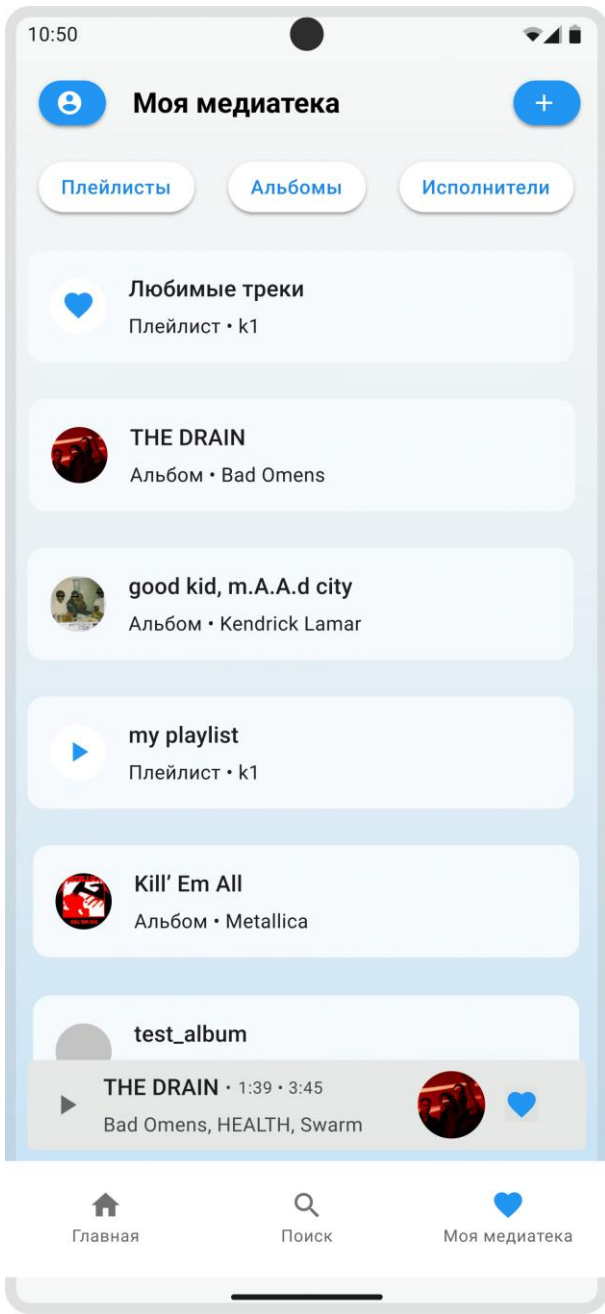 10:50
Моя медиатека
Плейлисты Альбомы Исполнители
Любимые треки
Плейлист • k1
THE DRAIN
Альбом • Bad Omens
good kid, m.A.A.d city
Альбом • Kendrick Lamar
my playlist
Плейлист • k1
Kill’ Em All
Альбом • Metallica
test_album
THE DRAIN • 1:39 • 3:45
Bad Omens, HEALTH, Swarm
Главная Поиск Моя медиатека